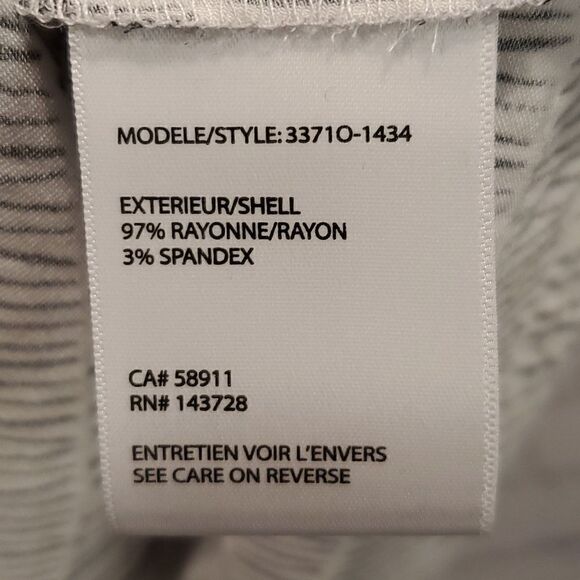 MODELE/STYLE: 3371O-1434
EXTERIEUR/SHELL
97% RAYONNE/RAYON
3% SPANDEX
CA# 58911
RN# 143728
ENTRETIEN VOIR L'ENVERS
SEE CARE ON REVERSE